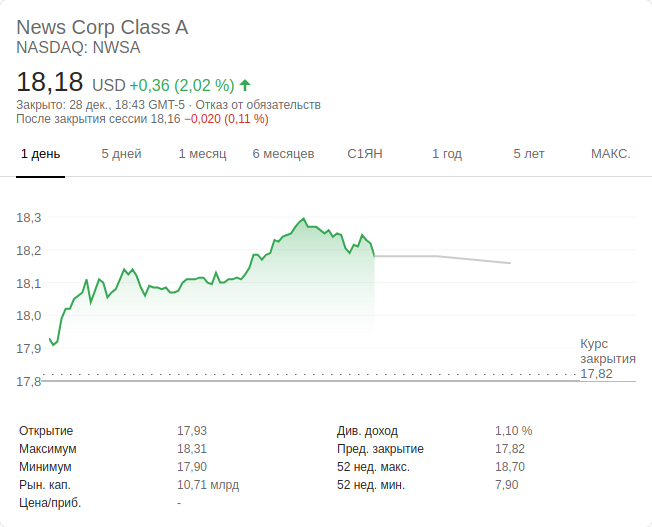 News Corp Class A
NASDAQ: NWSA
18,18 USD +0,36 (2,02 %)
Закрыто: 28 дек., 18:43 GMT-5 · Отказ от обязательств
После закрытия сессии 18,16 −0,020 (0,11 %)
1 день 5 дней 1 месяц 6 месяцев С1ЯН 1 год 5 лет МАКС.
18,3
18,2
18,1
18,0
17,9
17,8
Курс
закрытия
17,82
Открытие 17,93 Див. доход 1,10 %
Максимум 18,31 Пред. закрытие 17,82
Минимум 17,90 52 нед. макс. 18,70
Рын. кап. 10,71 млрд 52 нед. мин. 7,90
Цена/приб. -